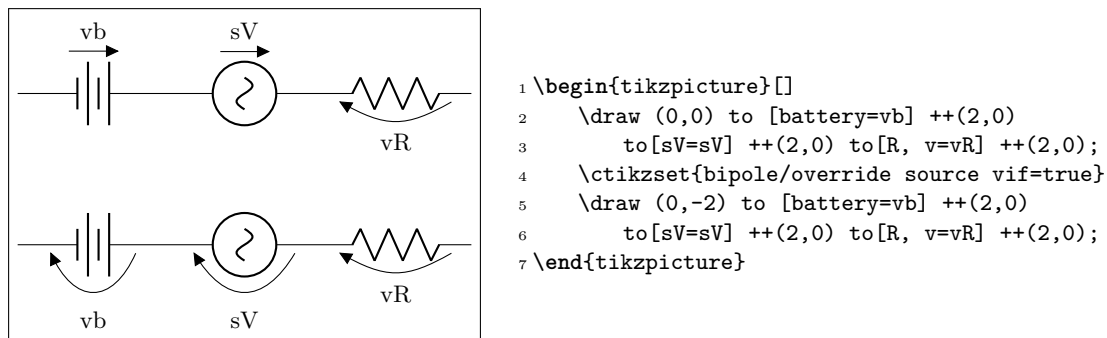 vb sV
vR
vb sV vR
1 \begin{tikzpicture}[]
2 \draw (0,0) to [battery=vb] ++(2,0)
3 to[sV=sV] ++(2,0) to[R, v=vR] ++(2,0);
4 \ctikzset{bipole/override source vif=true}
5 \draw (0,-2) to [battery=vb] ++(2,0)
6 to[sV=sV] ++(2,0) to[R, v=vR] ++(2,0);
7 \end{tikzpicture}